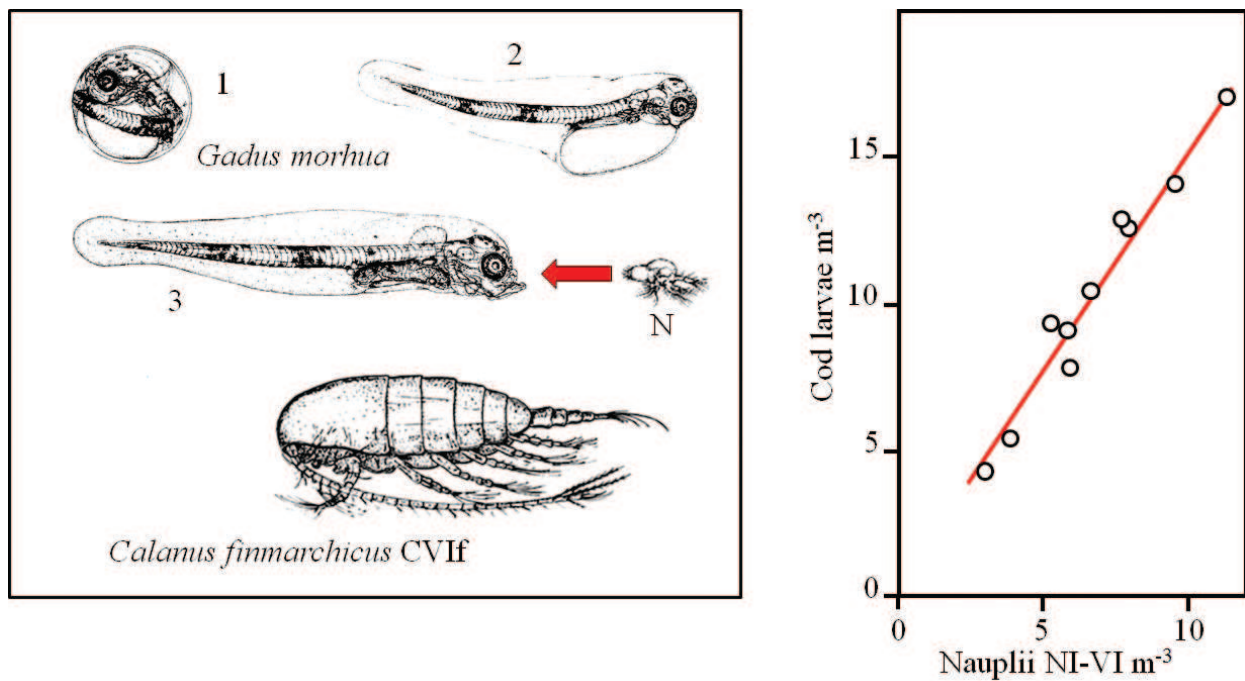 1
2
Gadus morhua
3
N
Calanus finmarchicus CVIf
Cod larvae m⁻³
15
10
5
0
0
5
10
Nauplii NI-VI m⁻³